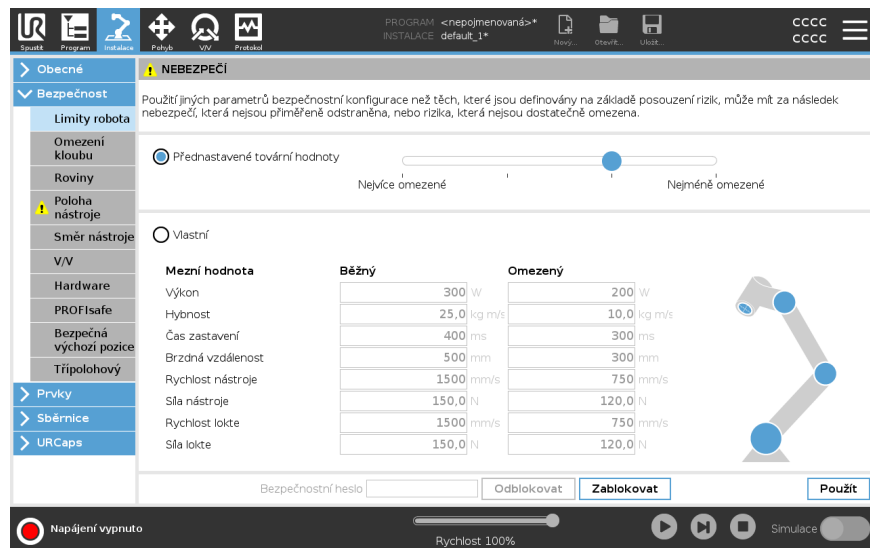 PROGRAM <nepojmenovaná>*
INSTALACE default_1*
Spustit Program Instalace Pohyb V/V Protokol Nový... Otevřít... Uložit...
cccc
cccc
Obecné
Bezpečnost
Limity robota
Omezení
kloubu
Roviny
Poloha
nástroje
Směr nástroje
V/V
Hardware
PROFIsafe
Bezpečná
výchozí pozice
Třípolohový
Prvky
Sběrnice
URCaps
NEBEZPEČÍ
Použití jiných parametrů bezpečnostní konfigurace než těch, které jsou definovány na základě posouzení rizik, může mít za následek
nebezpečí, která nejsou přiměřeně odstraněna, nebo rizika, která nejsou dostatečně omezena.
Přednastavené tovární hodnoty
Nejvíce omezené Nejméně omezené
Vlastní
Mezní hodnota Běžný Omezený
Výkon 300 W 200 W
Hybnost 25,0 kg m/s 10,0 kg m/s
Čas zastavení 400 ms 300 ms
Brzdná vzdálenost 500 mm 300 mm
Rychlost nástroje 1500 mm/s 750 mm/s
Síla nástroje 150,0 N 120,0 N
Rychlost lokte 1500 mm/s 750 mm/s
Síla lokte 150,0 N 120,0 N
Bezpečnostní heslo Odblokovat Zablokovat Použít
Napájení vypnuto
Rychlost 100%
Simulace